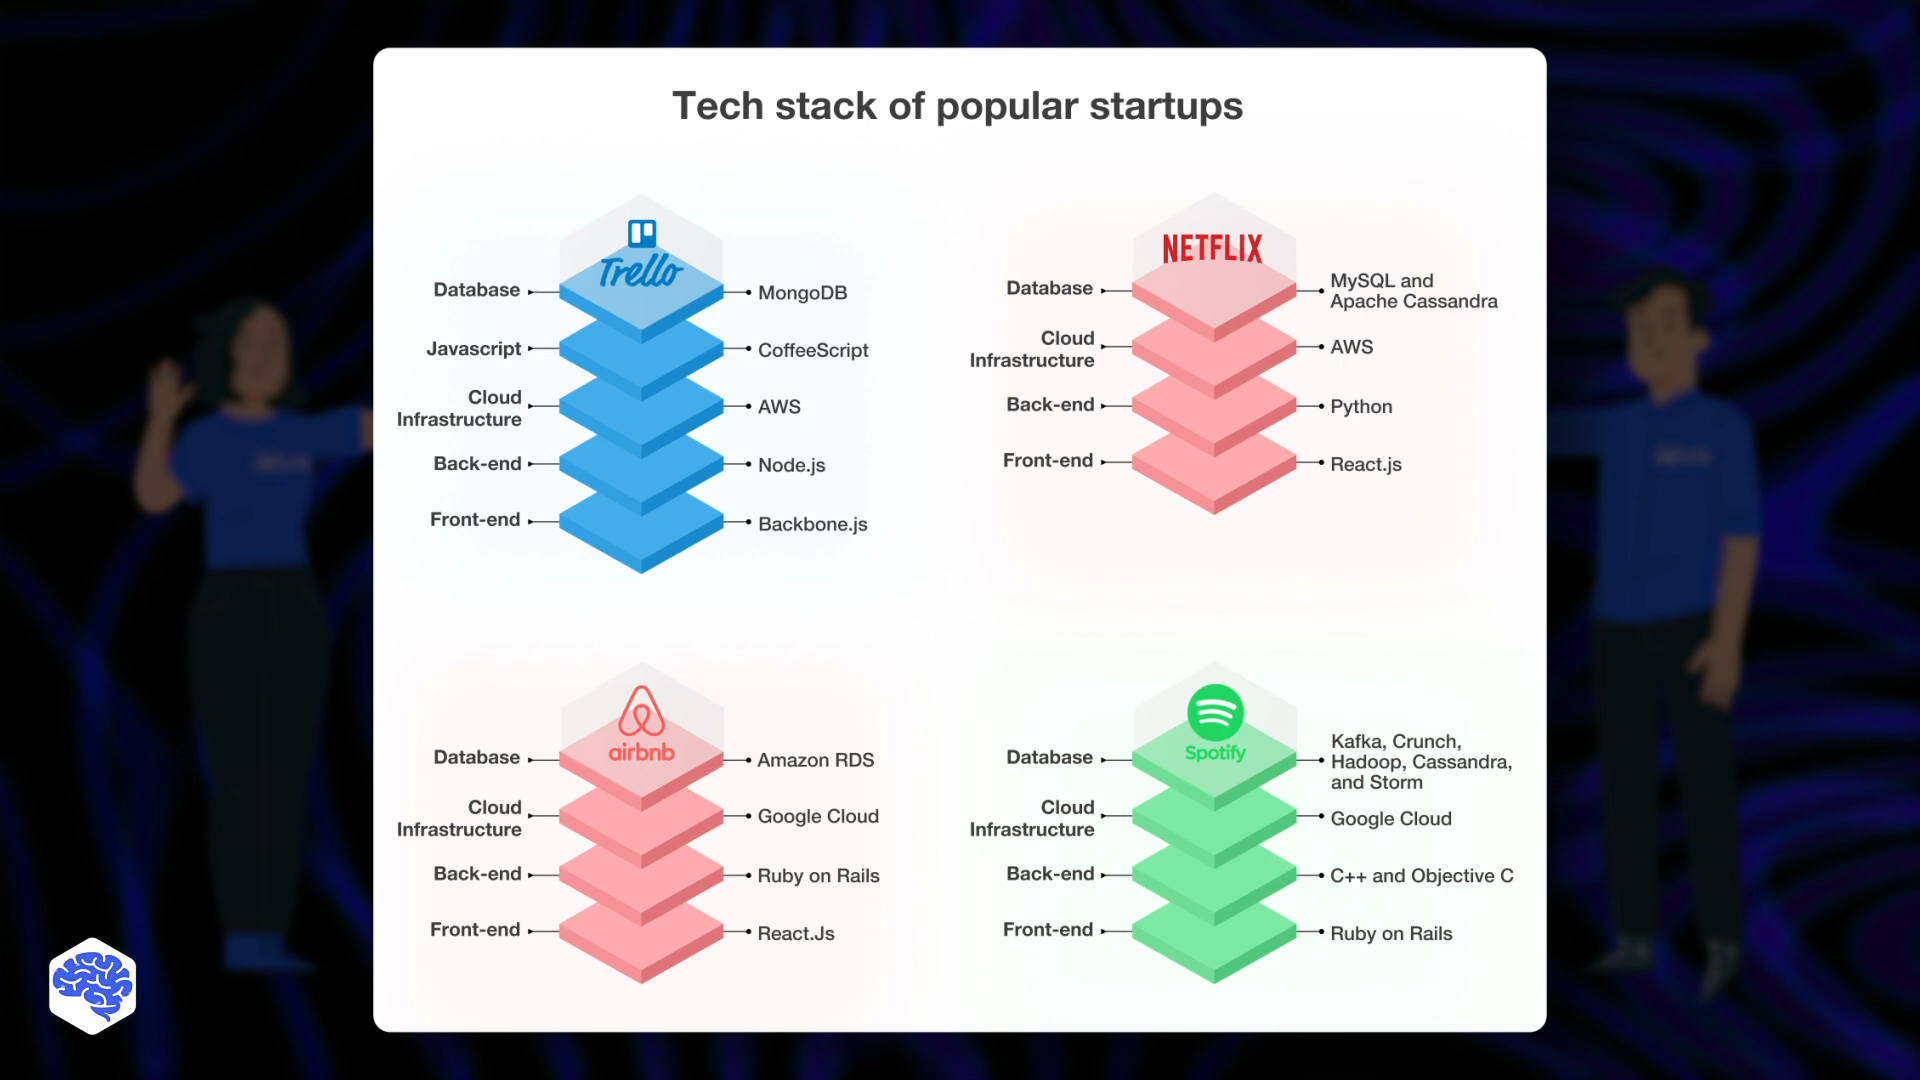 Tech stack of popular startups
Trello
Database
MongoDB
Javascript
CoffeeScript
Cloud
Infrastructure
AWS
Back-end
Node.js
Front-end
Backbone.js
NETFLIX
Database
MySQL and
Apache Cassandra
Cloud
Infrastructure
AWS
Back-end
Python
Front-end
React.js
airbnb
Database
Amazon RDS
Cloud
Infrastructure
Google Cloud
Back-end
Ruby on Rails
Front-end
React.Js
Spotify
Database
Kafka, Crunch,
Hadoop, Cassandra,
and Storm
Cloud
Infrastructure
Google Cloud
Back-end
C++ and Objective C
Front-end
Ruby on Rails